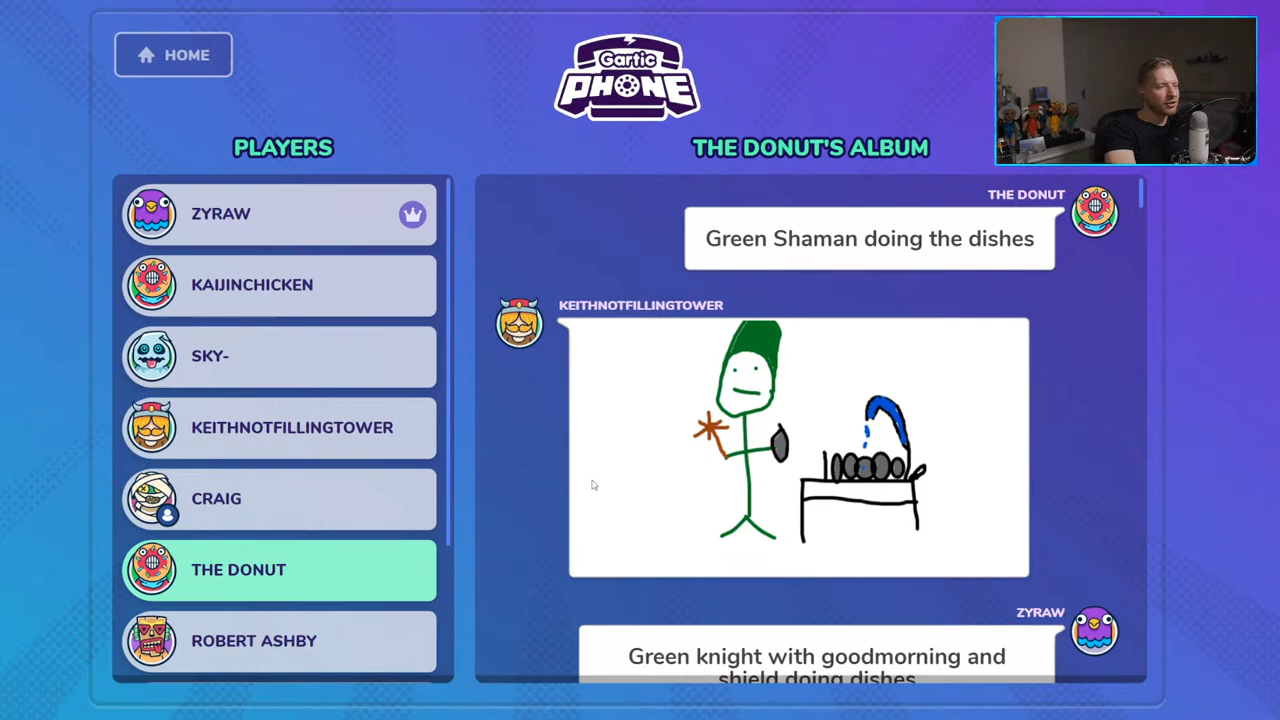 HOME
Gartic
PHONE
PLAYERS
THE DONUT'S ALBUM
ZYRAW
KAIJINCHICKEN
SKY-
KEITHNOTFILLINGTOWER
CRAIG
THE DONUT
ROBERT ASHBY
THE DONUT
Green Shaman doing the dishes
KEITHNOTFILLINGTOWER
ZYRAW
Green knight with goodmorning and
shield doing dishes